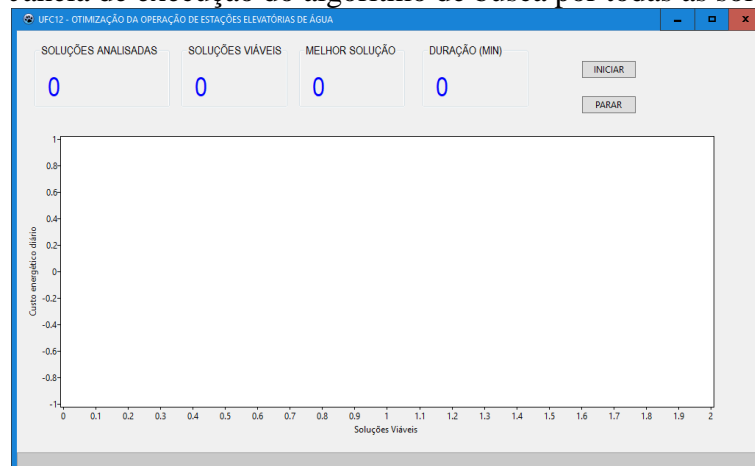 Janela de execução do algoritmo de busca por todas as
UFC12 - OTIMIZAÇÃO DA OPERAÇÃO DE ESTAÇÕES ELEVATÓRIAS DE ÁGUA
SOLUÇÕES ANALISADAS SOLUÇÕES VIÁVEIS MELHOR SOLUÇÃO DURAÇÃO (MIN)
0 0 0 0
INICIAR
PARAR
1
0.8
0.6
0.4
0.2
0
-0.2
-0.4
-0.6
-0.8
-1
Custo energético diário
0 0.1 0.2 0.3 0.4 0.5 0.6 0.7 0.8 0.9 1 1.1 1.2 1.3 1.4 1.5 1.6 1.7 1.8 1.9 2
Soluções Viáveis